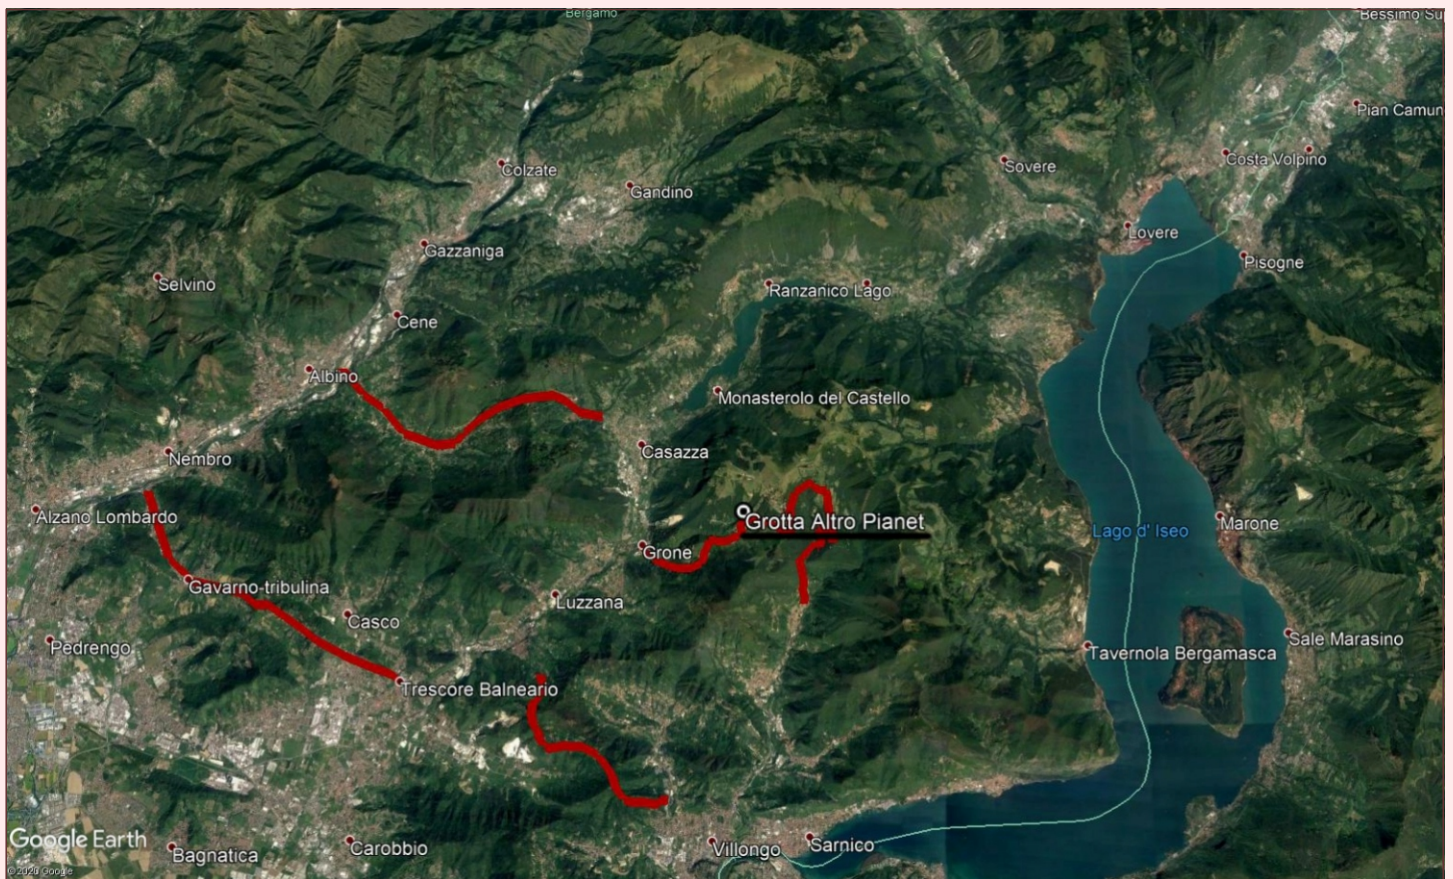 Bergamo
Bessimo Su
Pian Camun
Costa Volpino
Sovere
Colzate
Gandino
Lovere
Gazzaniga
Pisogne
Selvino
Ranzanico Lago
Cene
Albino
Monasterolo del Castello
Casazza
Nembro
Alzano Lombardo
Grotta Altro Pianet
Marone
Lago d' Iseo
Grone
Gavarno-tribulina
Luzzana
Casco
Sale Marasino
Pedrengo
Tavernola Bergamasca
Trescore Balneario
Google Earth
Bagnatica
Carobbio
Villongo
Sarnico
© 2020 Google